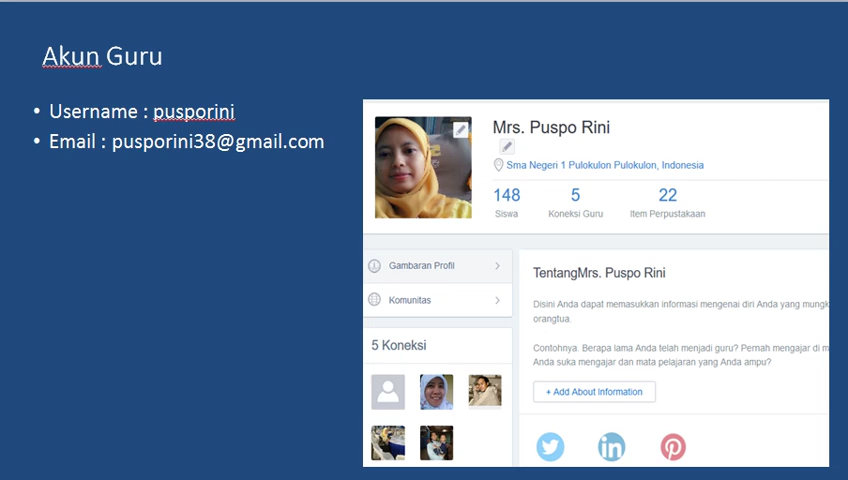 Akun Guru
• Username : pusporini
• Email : pusporini38@gmail.com
Mrs. Puspo Rini
Sma Negeri 1 Pulokulon Pulokulon, Indonesia
148 5 22
Siswa Koneksi Guru Item Perpustakaan
Gambaran Profil
Komunitas
5 Koneksi
TentangMrs. Puspo Rini
Disini Anda dapat memasukkan informasi mengenai diri Anda yang mungk
orangtua.
Contohnya. Berapa lama Anda telah menjadi guru? Pernah mengajar di m
Anda suka mengajar dan mata pelajaran yang Anda ampu?
+ Add About Information